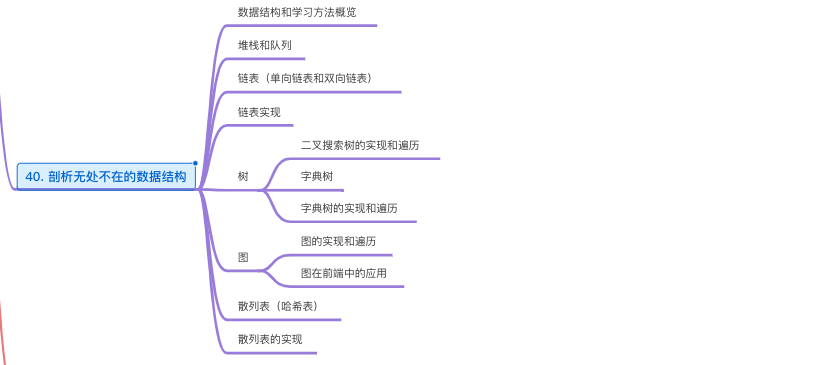 数据结构和学习方法概览
堆栈和队列
链表（单向链表和双向链表）
链表实现
二叉搜索树的实现和遍历
40. 剖析无处不在的数据结构
树
字典树
字典树的实现和遍历
图的实现和遍历
图
图在前端中的应用
散列表（哈希表）
散列表的实现